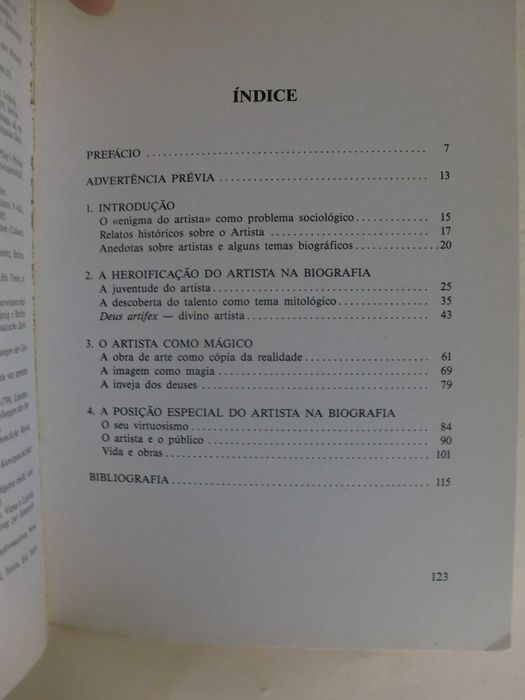 ÍNDICE
PREFÁCIO ........ 7
ADVERTÊNCIA PRÉVIA ........ 13
1. INTRODUÇÃO
O «enigma do artista» como problema sociológico ........ 15
Relatos históricos sobre o Artista ........ 17
Anedotas sobre artistas e alguns temas biográficos ........ 20
2. A HEROIFICAÇÃO DO ARTISTA NA BIOGRAFIA
A juventude do artista ........ 25
A descoberta do talento como tema mitológico ........ 35
Deus artifex — divino artista ........ 43
3. O ARTISTA COMO MÁGICO
A obra de arte como cópia da realidade ........ 61
A imagem como magia ........ 69
A inveja dos deuses ........ 79
4. A POSIÇÃO ESPECIAL DO ARTISTA NA BIOGRAFIA
O seu virtuosismo ........ 84
O artista e o público ........ 90
Vida e obras ........ 101
BIBLIOGRAFIA ........ 115
123